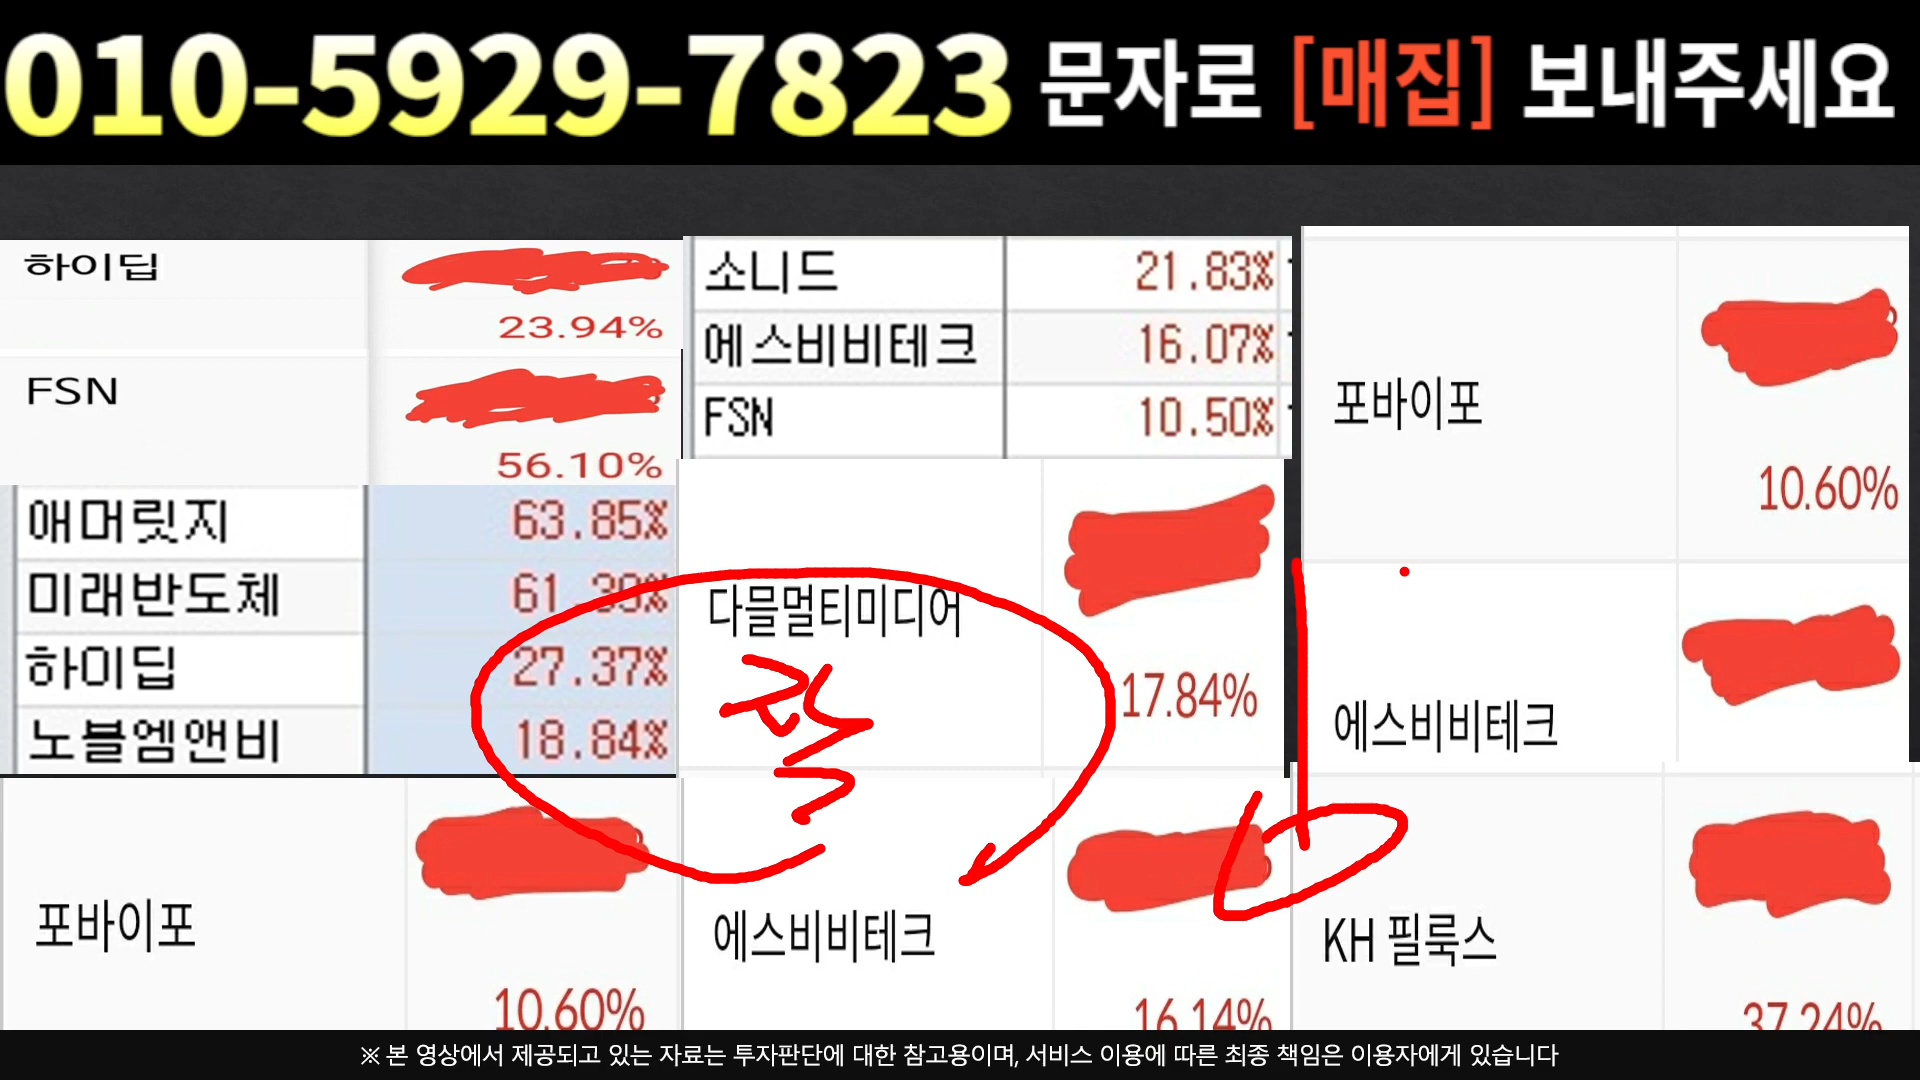 010-5929-7823 문자로 [매집] 보내주세요
하이딥
23.94%
FSN
56.10%
애머릿지 63.85%
미래반도체 61.39%
하이딥 27.37%
노블엠앤비 18.84%
소니드 21.83%
에스비비테크 16.07%
FSN 10.50%
다믈멀티미디어
17.84%
포바이포
10.60%
에스비비테크
포바이포
10.60%
에스비비테크
16.14%
KH 필룩스
37.24%
※ 본 영상에서 제공되고 있는 자료는 투자판단에 대한 참고용이며, 서비스 이용에 따른 최종 책임은 이용자에게 있습니다